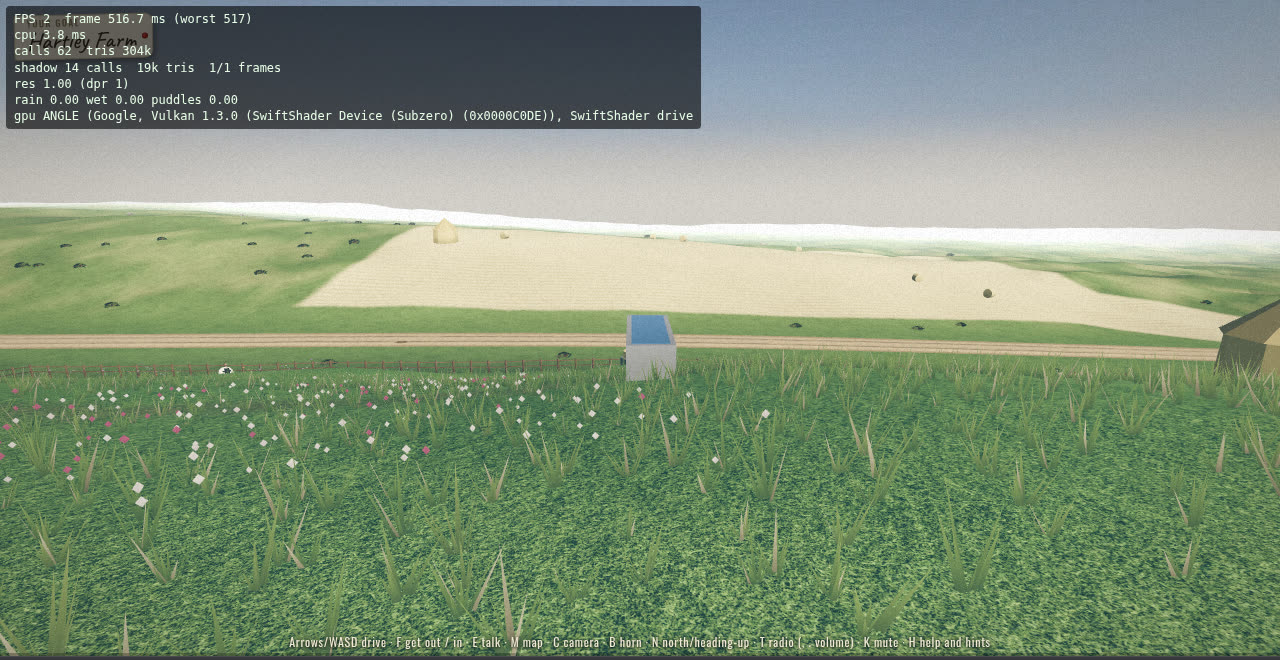 FPS 2 frame 516.7 ms (worst 517)
cpu 3.8 ms
calls 62 tris 304k
shadow 14 calls 19k tris 1/1 frames
res 1.00 (dpr 1)
rain 0.00 wet 0.00 puddles 0.00
gpu ANGLE (Google, Vulkan 1.3.0 (SwiftShader Device (Subzero) (0x0000C0DE)), SwiftShader drive
Hartley Farm
Arrows/WASD drive · F get out / in · E talk · M map · C camera · B horn · N north/heading-up · T radio (, . volume) · K mute · H help and hints